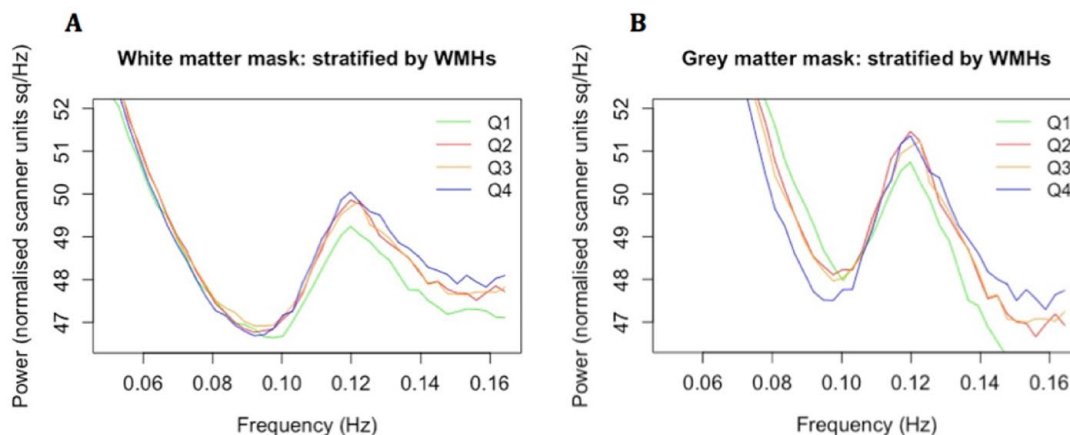 A
White matter mask: stratified by WMHs
Power (normalised scanner units sq/Hz)
52
51
50
49
48
47
Q1
Q2
Q3
Q4
0.06 0.08 0.10 0.12 0.14 0.16
Frequency (Hz)
B
Grey matter mask: stratified by WMHs
Power (normalised scanner units sq/Hz)
52
51
50
49
48
47
Q1
Q2
Q3
Q4
0.06 0.08 0.10 0.12 0.14 0.16
Frequency (Hz)